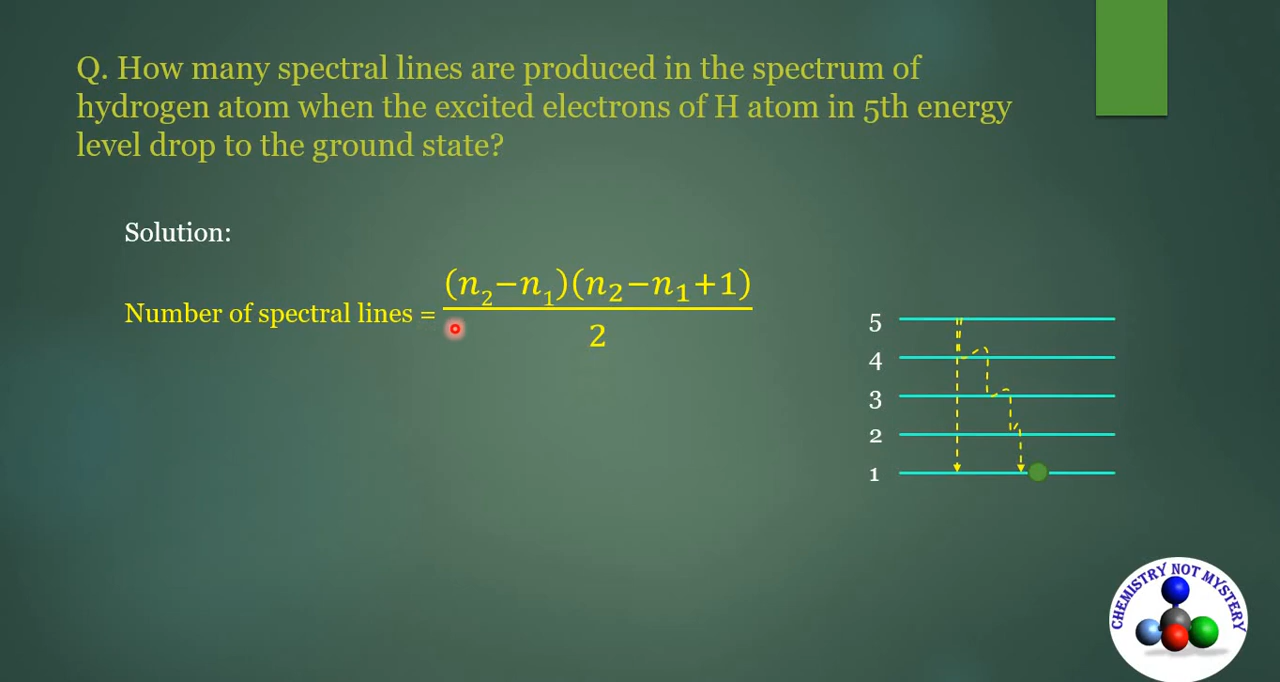 Q. How many spectral lines are produced in the spectrum of
hydrogen atom when the excited electrons of H atom in 5th energy
level drop to the ground state?
Solution:
Number of spectral lines = (n₂−n₁)(n₂−n₁+1)
2
5
4
3
2
1
CHEMISTRY NOT MYSTERY